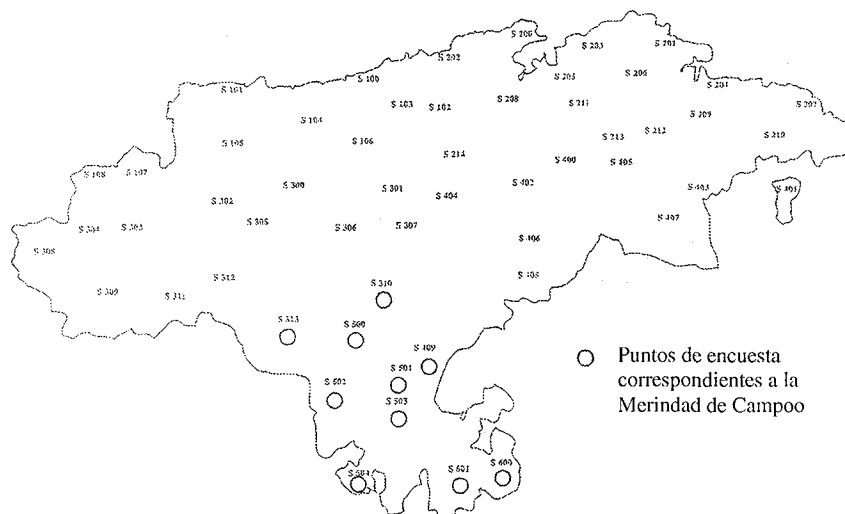 S 206
S 202
S 203
S 201
S 100
S 205
S 206
S 204
S 101
S 103
S 102
S 208
S 211
S 209
S 207
S 104
S 105
S 106
S 213
S 212
S 210
S 214
S 400
S 405
S 108
S 107
S 300
S 301
S 402
S 403
S 401
S 302
S 404
S 304
S 303
S 305
S 306
S 307
S 407
S 308
S 406
S 312
S 408
S 309
S 311
S 310
S 313
S 500
S 409
S 501
S 502
S 503
S 504
S 601
S 600
Puntos de encuesta
correspondientes a la
Merindad de Campoo